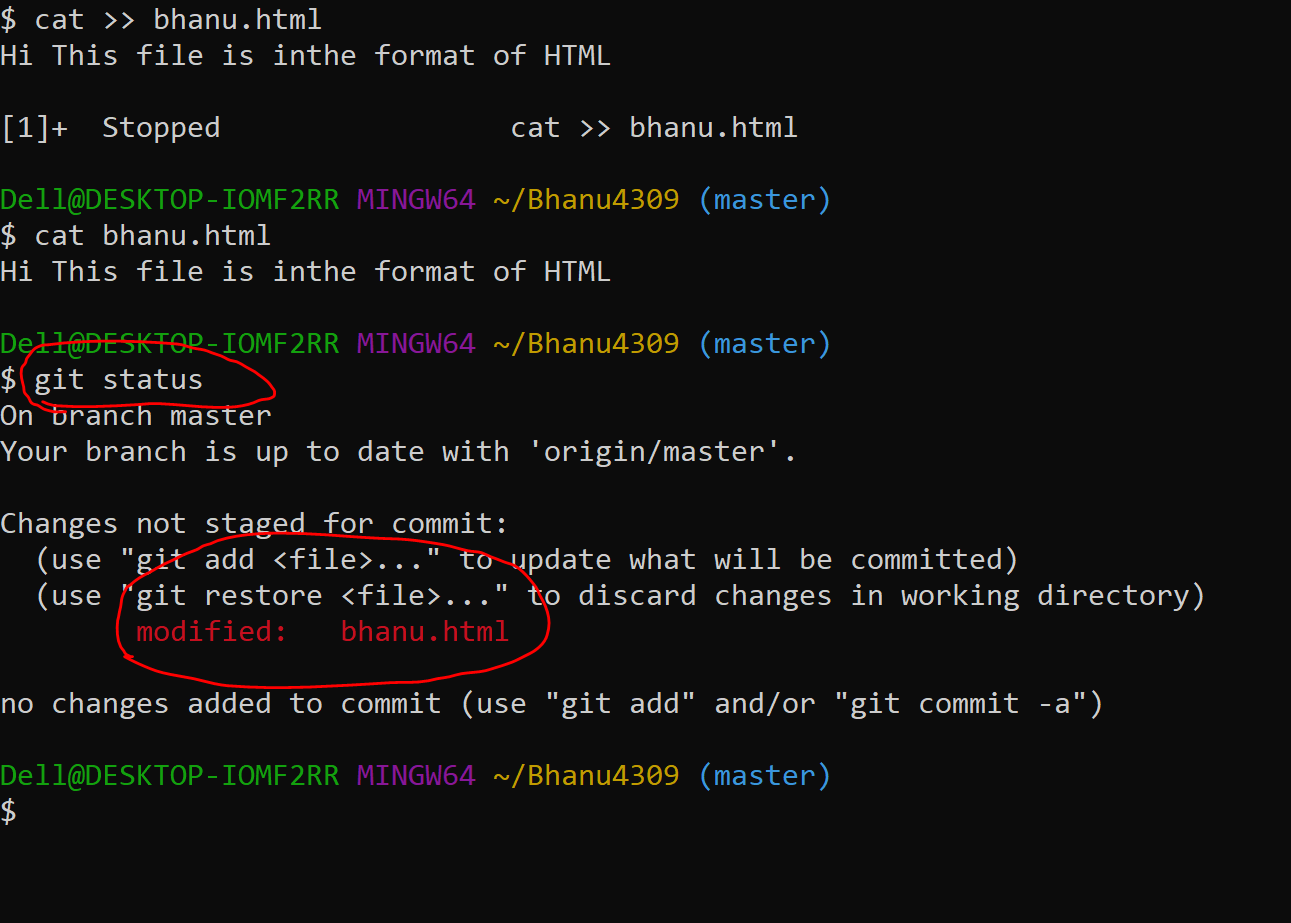 $ cat >> bhanu.html
Hi This file is inthe format of HTML
[1]+  Stopped                 cat >> bhanu.html
Dell@DESKTOP-IOMF2RR MINGW64 ~/Bhanu4309 (master)
$ cat bhanu.html
Hi This file is inthe format of HTML
Dell@DESKTOP-IOMF2RR MINGW64 ~/Bhanu4309 (master)
$ git status
On branch master
Your branch is up to date with 'origin/master'.
Changes not staged for commit:
  (use "git add <file>..." to update what will be committed)
  (use "git restore <file>..." to discard changes in working directory)
        modified:   bhanu.html
no changes added to commit (use "git add" and/or "git commit -a")
Dell@DESKTOP-IOMF2RR MINGW64 ~/Bhanu4309 (master)
$